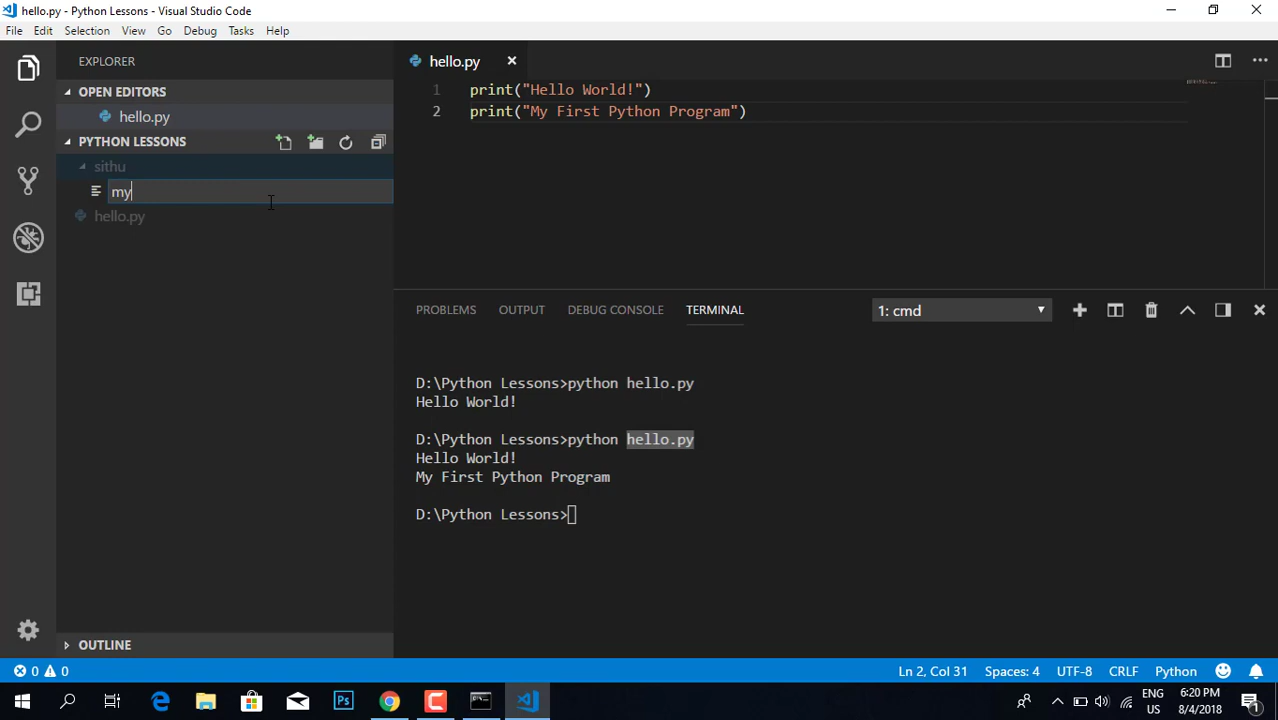 hello.py - Python Lessons - Visual Studio Code
File Edit Selection View Go Debug Tasks Help
EXPLORER
OPEN EDITORS
hello.py
PYTHON LESSONS
sithu
my
hello.py
OUTLINE
hello.py
1 print("Hello World!")
2 print("My First Python Program")
PROBLEMS OUTPUT DEBUG CONSOLE TERMINAL 1: cmd
D:\Python Lessons>python hello.py
Hello World!
D:\Python Lessons>python hello.py
Hello World!
My First Python Program
D:\Python Lessons>
0 0 Ln 2, Col 31 Spaces: 4 UTF-8 CRLF Python
Ps ENG 6:20 PM
US 8/4/2018 1